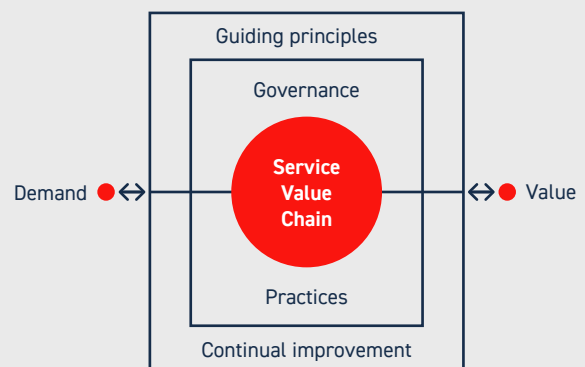 Guiding principles
Governance
Service
Value
Chain
Demand
Value
Practices
Continual improvement